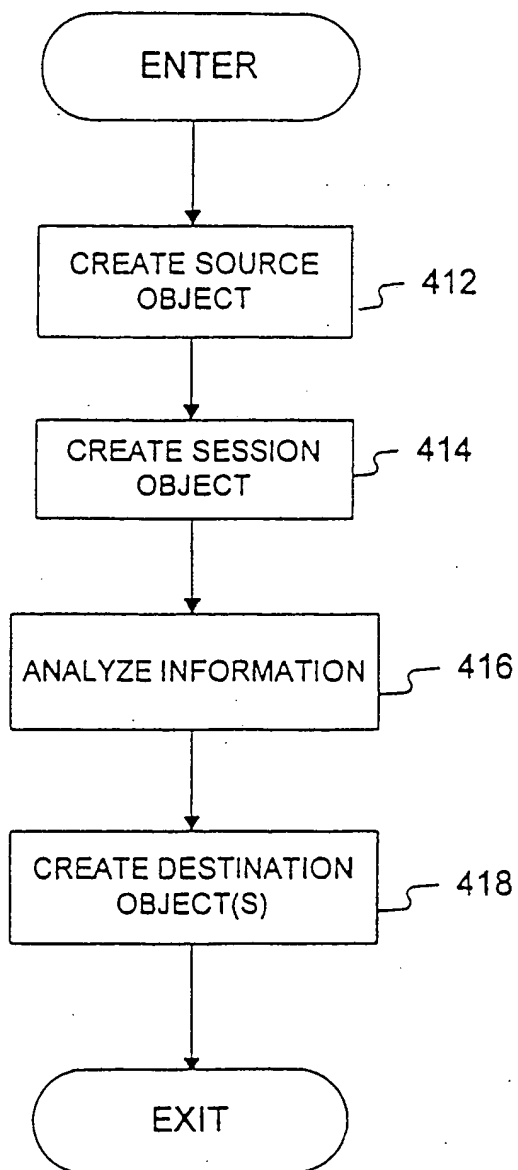 ENTER
CREATE SOURCE
OBJECT
412
CREATE SESSION
OBJECT
414
ANALYZE INFORMATION
416
CREATE DESTINATION
OBJECT(S)
418
EXIT